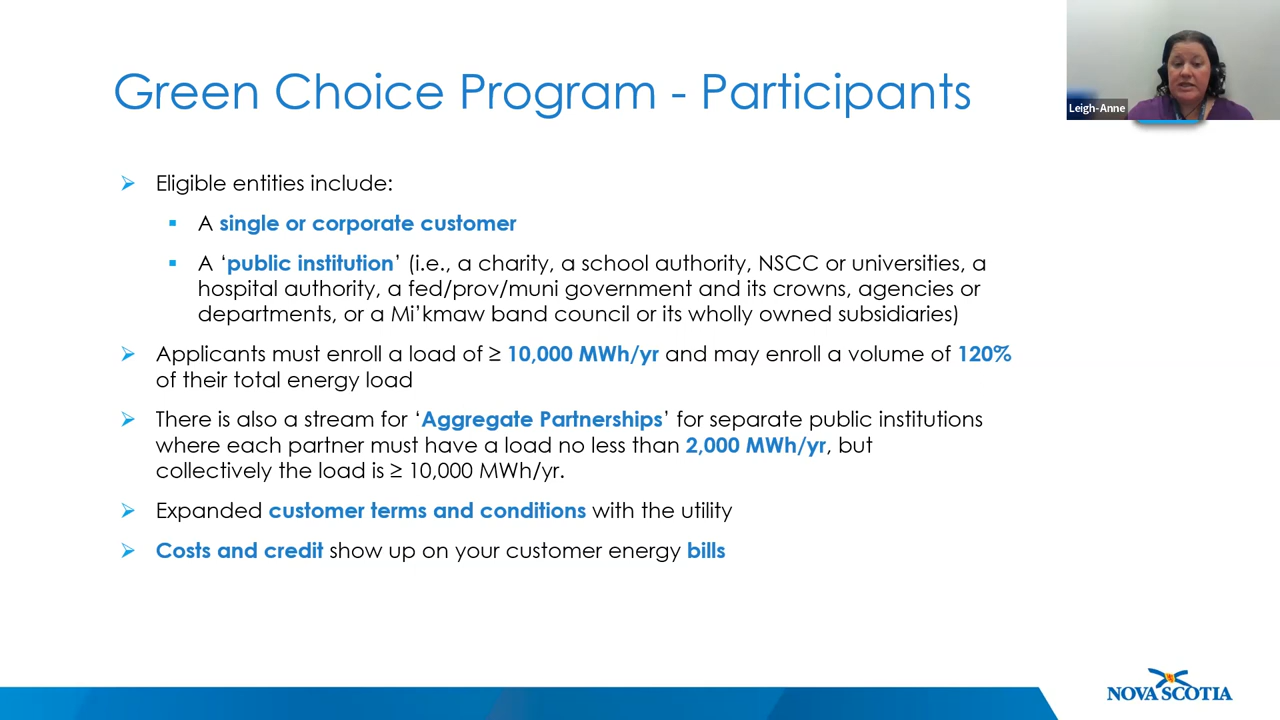 Green Choice Program - Participants
Leigh-Anne
Eligible entities include:
A single or corporate customer
A ‘public institution’ (i.e., a charity, a school authority, NSCC or universities, a
hospital authority, a fed/prov/muni government and its crowns, agencies or
departments, or a Mi’kmaw band council or its wholly owned subsidiaries)
Applicants must enroll a load of ≥ 10,000 MWh/yr and may enroll a volume of 120%
of their total energy load
There is also a stream for ‘Aggregate Partnerships’ for separate public institutions
where each partner must have a load no less than 2,000 MWh/yr, but
collectively the load is ≥ 10,000 MWh/yr.
Expanded customer terms and conditions with the utility
Costs and credit show up on your customer energy bills
NOVA SCOTIA